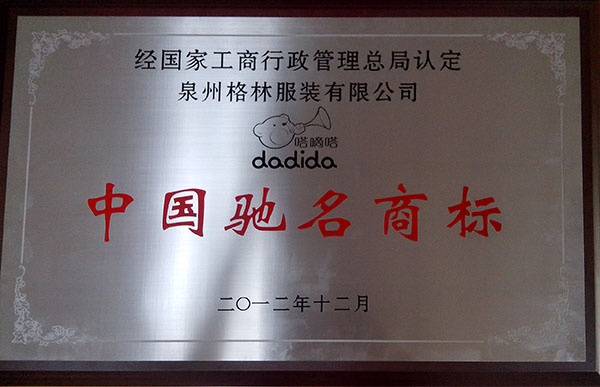 经国家工商行政管理总局认定
泉州格林服装有限公司
嗒嘀嗒
dadida
中国驰名商标
二〇一二年十二月